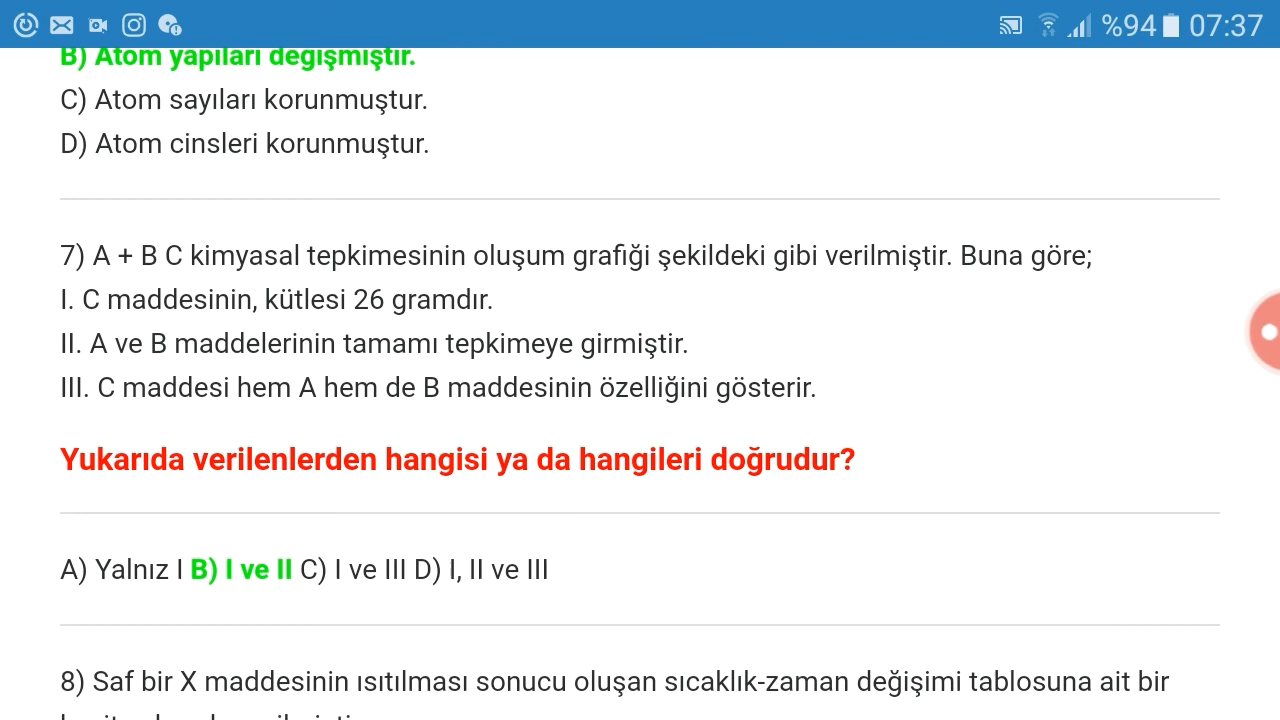 %94 07:37
B) Atom yapıları değişmiştir.
C) Atom sayıları korunmuştur.
D) Atom cinsleri korunmuştur.
7) A + B C kimyasal tepkimesinin oluşum grafiği şekildeki gibi verilmiştir. Buna göre;
I. C maddesinin, kütlesi 26 gramdır.
II. A ve B maddelerinin tamamı tepkimeye girmiştir.
III. C maddesi hem A hem de B maddesinin özelliğini gösterir.
Yukarıda verilenlerden hangisi ya da hangileri doğrudur?
A) Yalnız I B) I ve II C) I ve III D) I, II ve III
8) Saf bir X maddesinin ısıtılması sonucu oluşan sıcaklık-zaman değişimi tablosuna ait bir